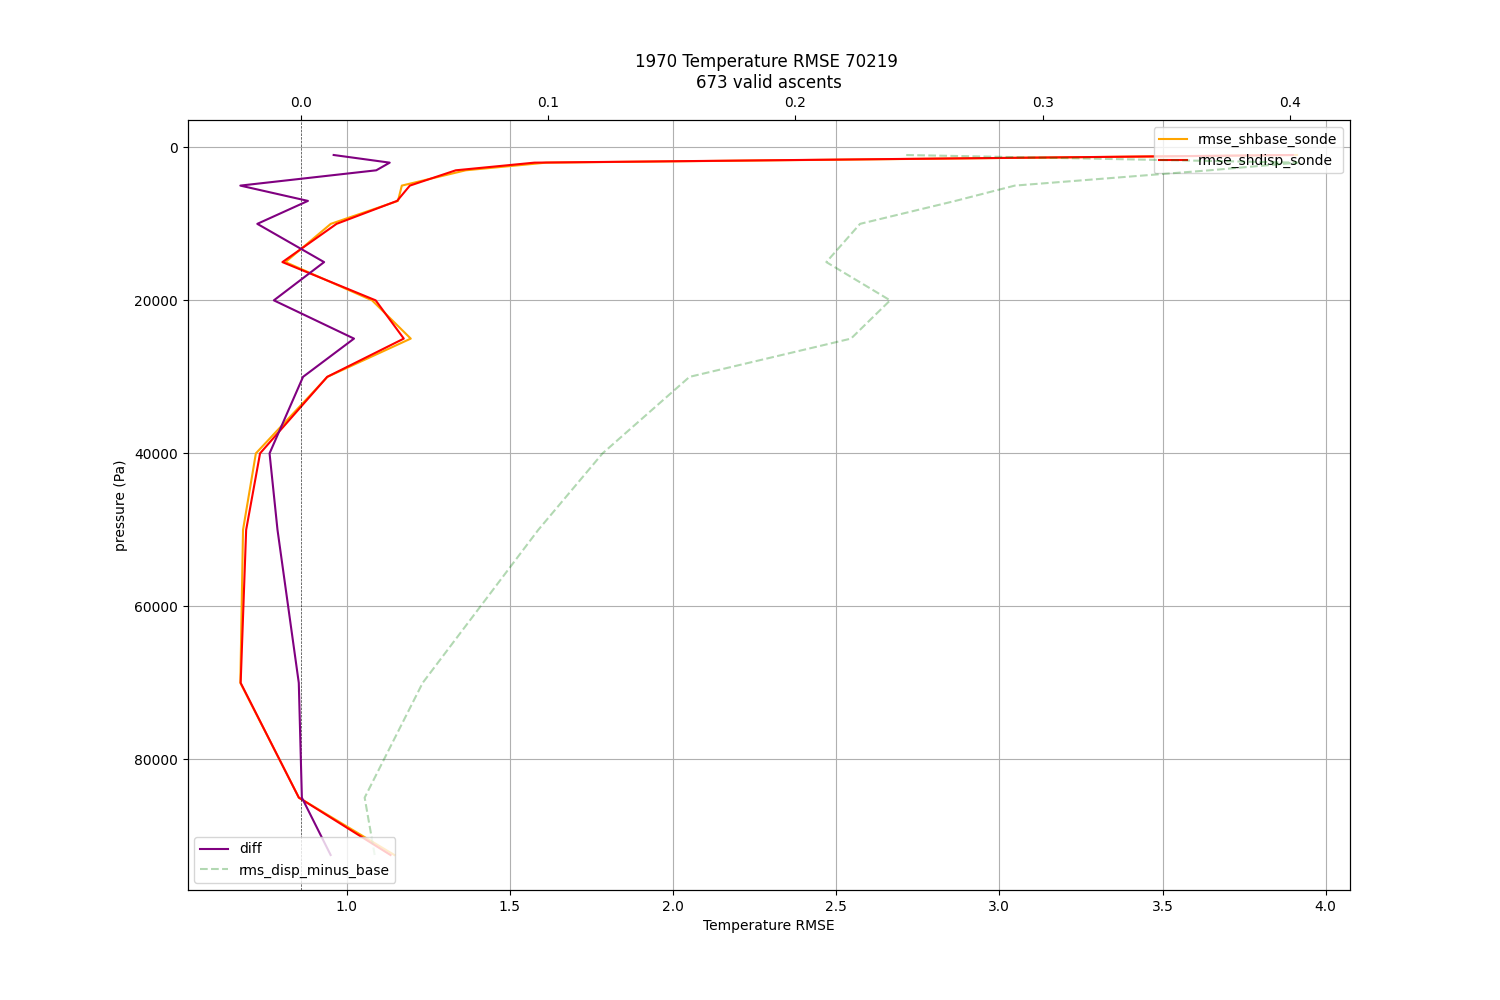 1970 Temperature RMSE 70219
673 valid ascents
0.0 0.1 0.2 0.3 0.4
rmse_shbase_sonde
rmse_shdisp_sonde
0
20000
40000
60000
80000
pressure (Pa)
diff
rms_disp_minus_base
1.0 1.5 2.0 2.5 3.0 3.5 4.0
Temperature RMSE